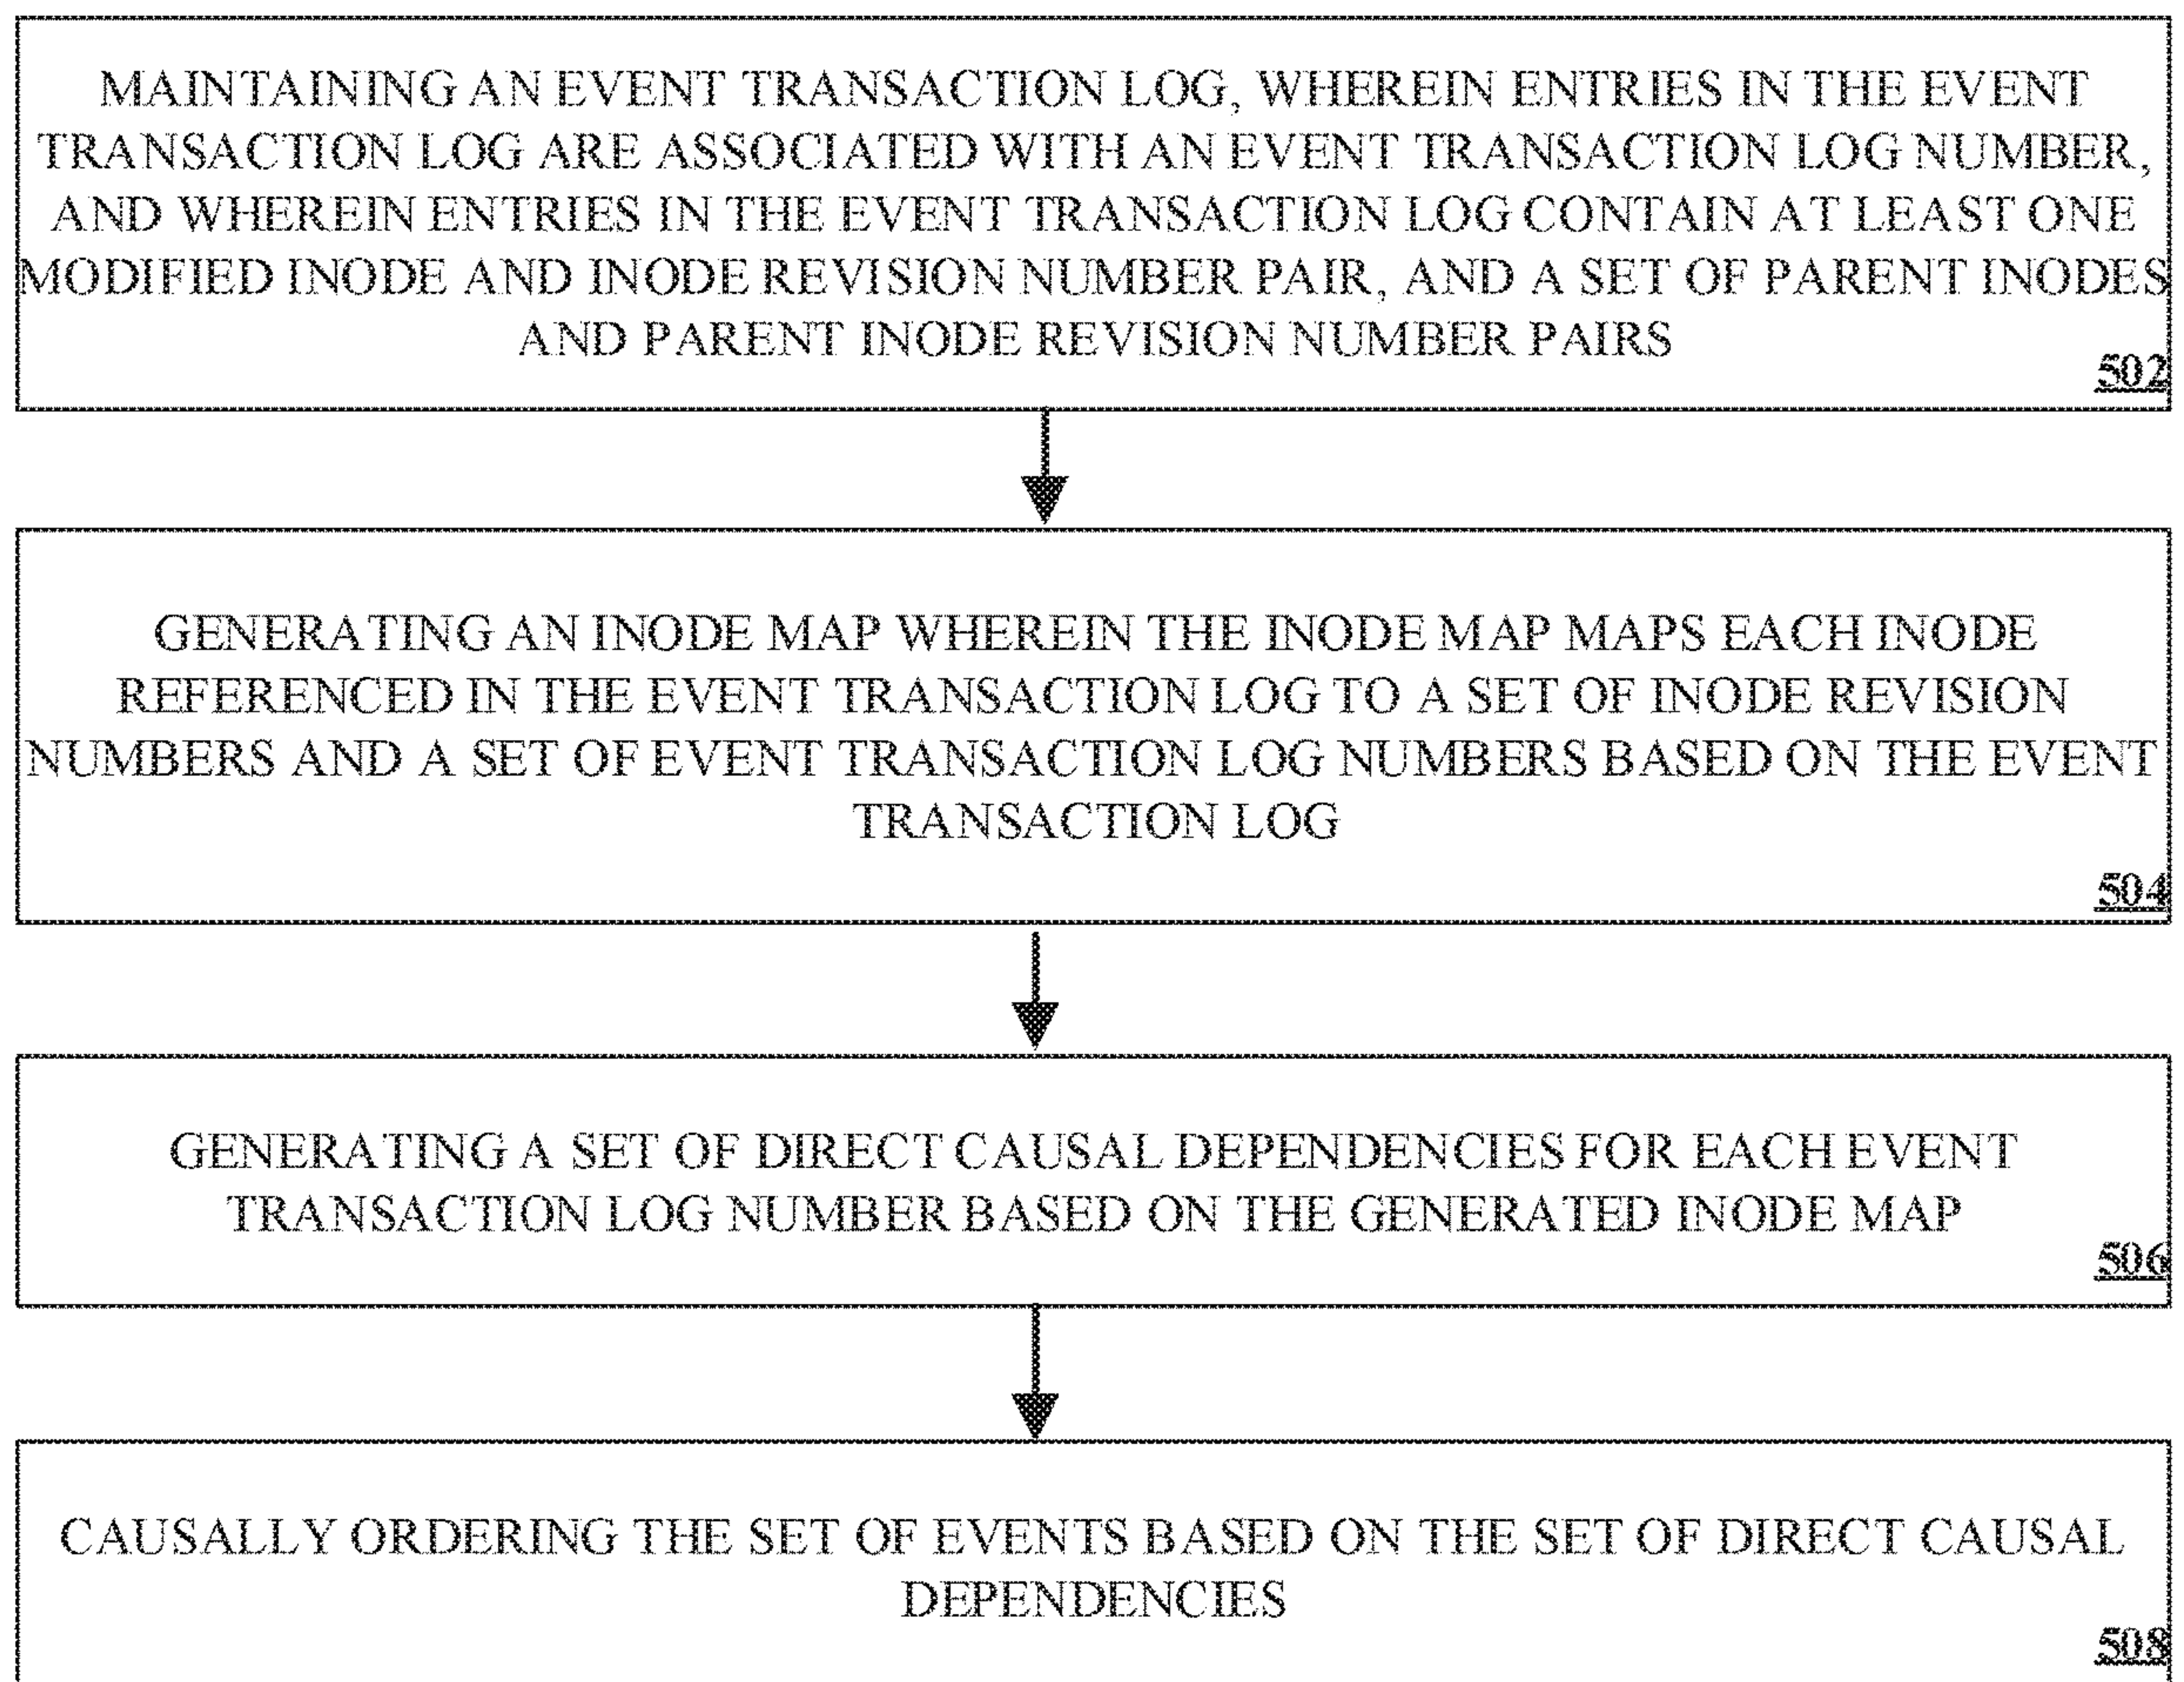 MAINTAINING AN EVENT TRANSACTION LOG, WHEREIN ENTRIES IN THE EVENT
TRANSACTION LOG ARE ASSOCIATED WITH AN EVENT TRANSACTION LOG NUMBER,
AND WHEREIN ENTRIES IN THE EVENT TRANSACTION LOG CONTAIN AT LEAST ONE
MODIFIED INODE AND INODE REVISION NUMBER PAIR, AND A SET OF PARENT INODES
AND PARENT INODE REVISION NUMBER PAIRS
502
GENERATING AN INODE MAP WHEREIN THE INODE MAP MAPS EACH INODE
REFERENCED IN THE EVENT TRANSACTION LOG TO A SET OF INODE REVISION
NUMBERS AND A SET OF EVENT TRANSACTION LOG NUMBERS BASED ON THE EVENT
TRANSACTION LOG
504
GENERATING A SET OF DIRECT CAUSAL DEPENDENCIES FOR EACH EVENT
TRANSACTION LOG NUMBER BASED ON THE GENERATED INODE MAP
506
CAUSALLY ORDERING THE SET OF EVENTS BASED ON THE SET OF DIRECT CAUSAL
DEPENDENCIES
508